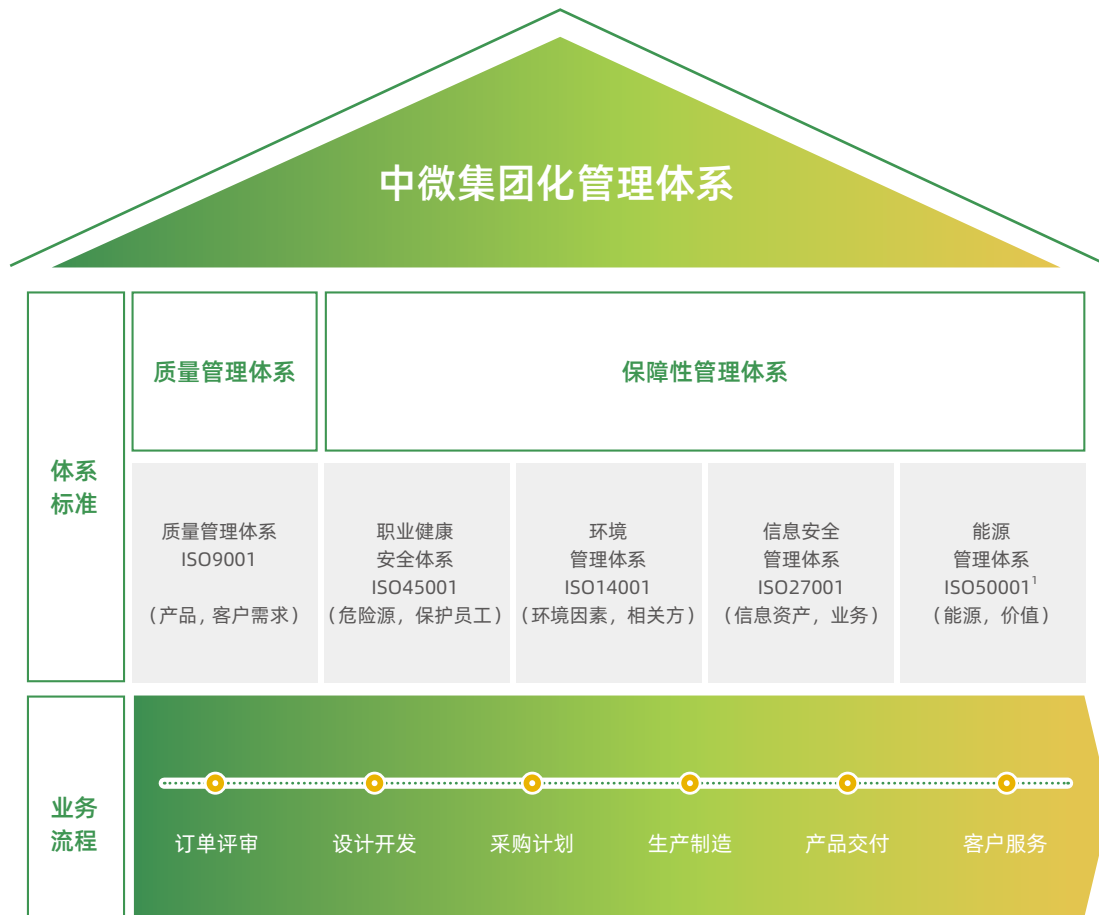 中微集团化管理体系
质量管理体系
保障性管理体系
体系
标准
质量管理体系
ISO9001
(产品,客户需求)
职业健康
安全体系
ISO45001
(危险源,保护员工)
环境
管理体系
ISO14001
(环境因素,相关方)
信息安全
管理体系
ISO27001
(信息资产,业务)
能源
管理体系
ISO50001¹
(能源,价值)
业务
流程
订单评审
设计开发
采购计划
生产制造
产品交付
客户服务